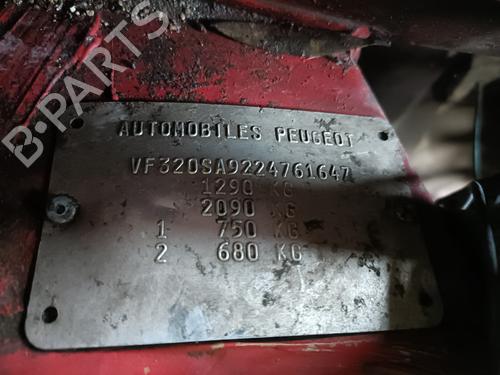 B-PARTS
AUTOMOBILES PEUGEOT
VF320SA9224761647
1290 KG
2090 KG
1 750 KG
2 680 KG